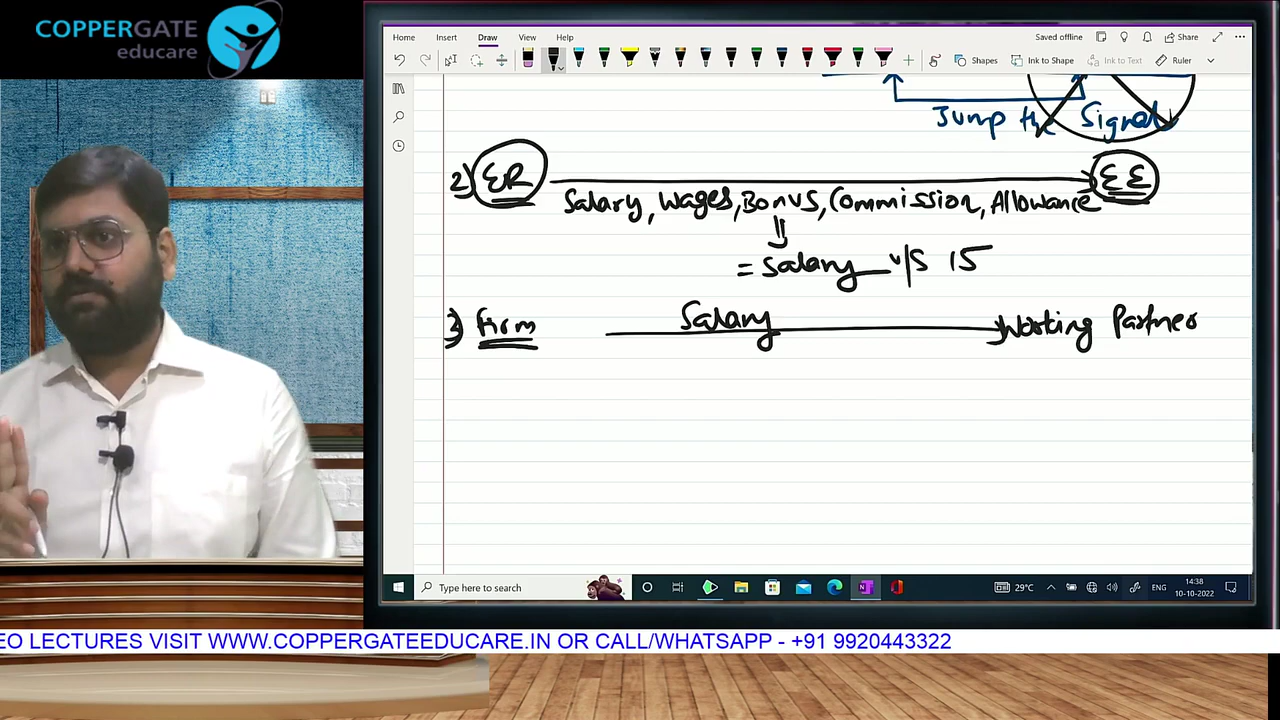 COPPERGATE
educare
Home Insert Draw View Help Saved offline Share
Shapes Ink to Shape Ink to Text Ruler
Jump the Signal
2) ER EE
Salary, Wages, Bonus, Commission, Allowance
= Salary u/s 15
3) Firm Salary Working Partner
Type here to search 29°C ENG 14:38
10-10-2022
EO LECTURES VISIT WWW.COPPERGATEEDUCARE.IN OR CALL/WHATSAPP - +91 9920443322